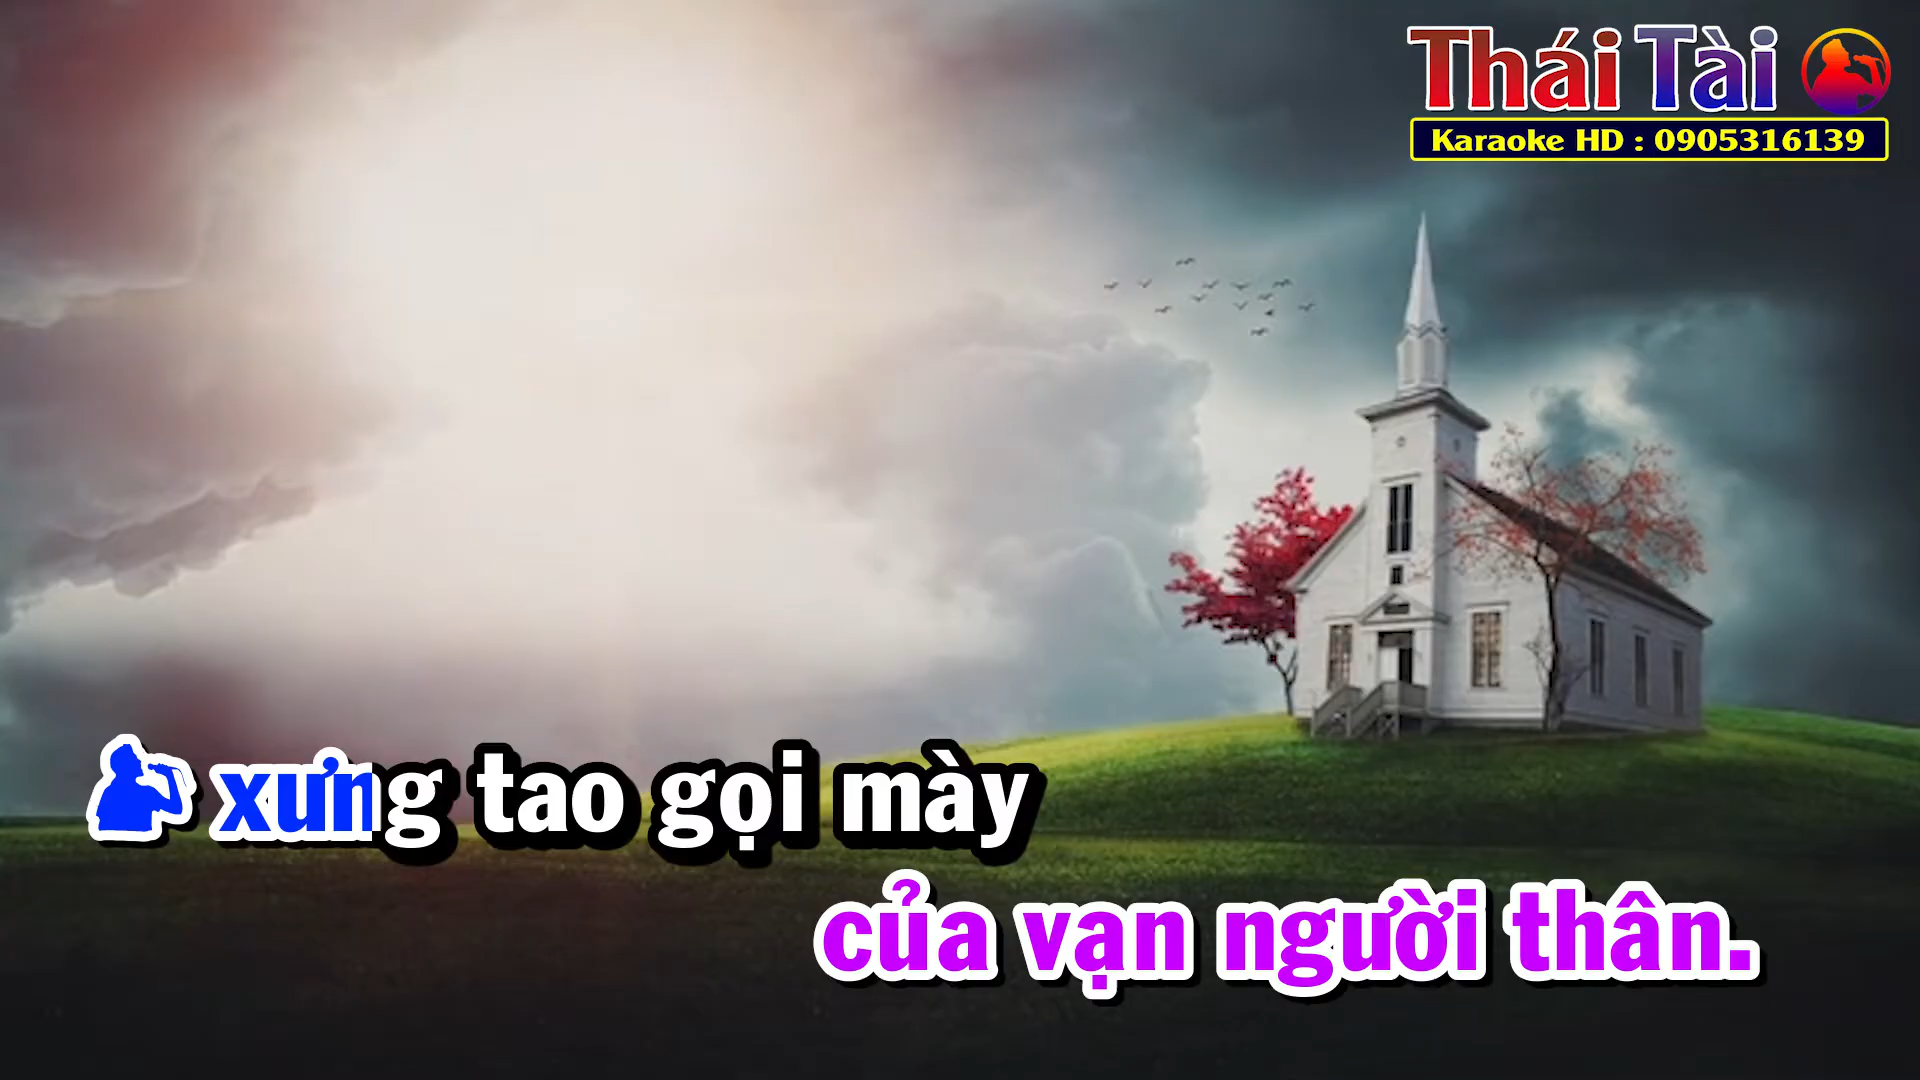 Thái Tài
Karaoke HD : 0905316139
xưng tao gọi mày
của vạn người thân.